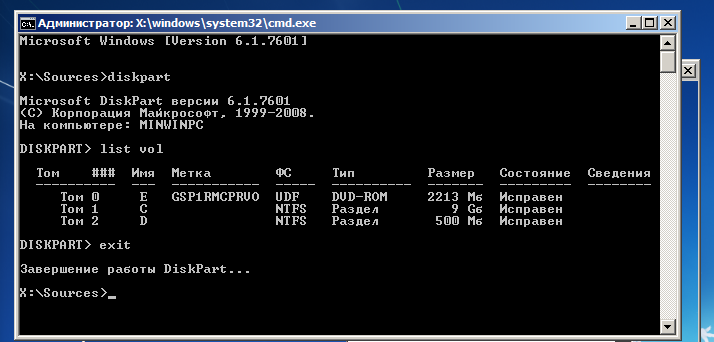 Администратор: X:\windows\system32\cmd.exe
Microsoft Windows [Version 6.1.7601]
X:\Sources>diskpart
Microsoft DiskPart версии 6.1.7601
(C) Корпорация Майкрософт, 1999-2008.
На компьютере: MINWINPC
DISKPART> list vol
Том ### Имя Метка ФС Тип Размер Состояние Сведения
---------- --- ----------- ----- ---------- ------- --------- --------
Том 0 E GSP1RMCPRVO UDF DVD-ROM 2213 Мб Исправен
Том 1 C NTFS Раздел 9 Gб Исправен
Том 2 D NTFS Раздел 500 Мб Исправен
DISKPART> exit
Завершение работы DiskPart...
X:\Sources>_